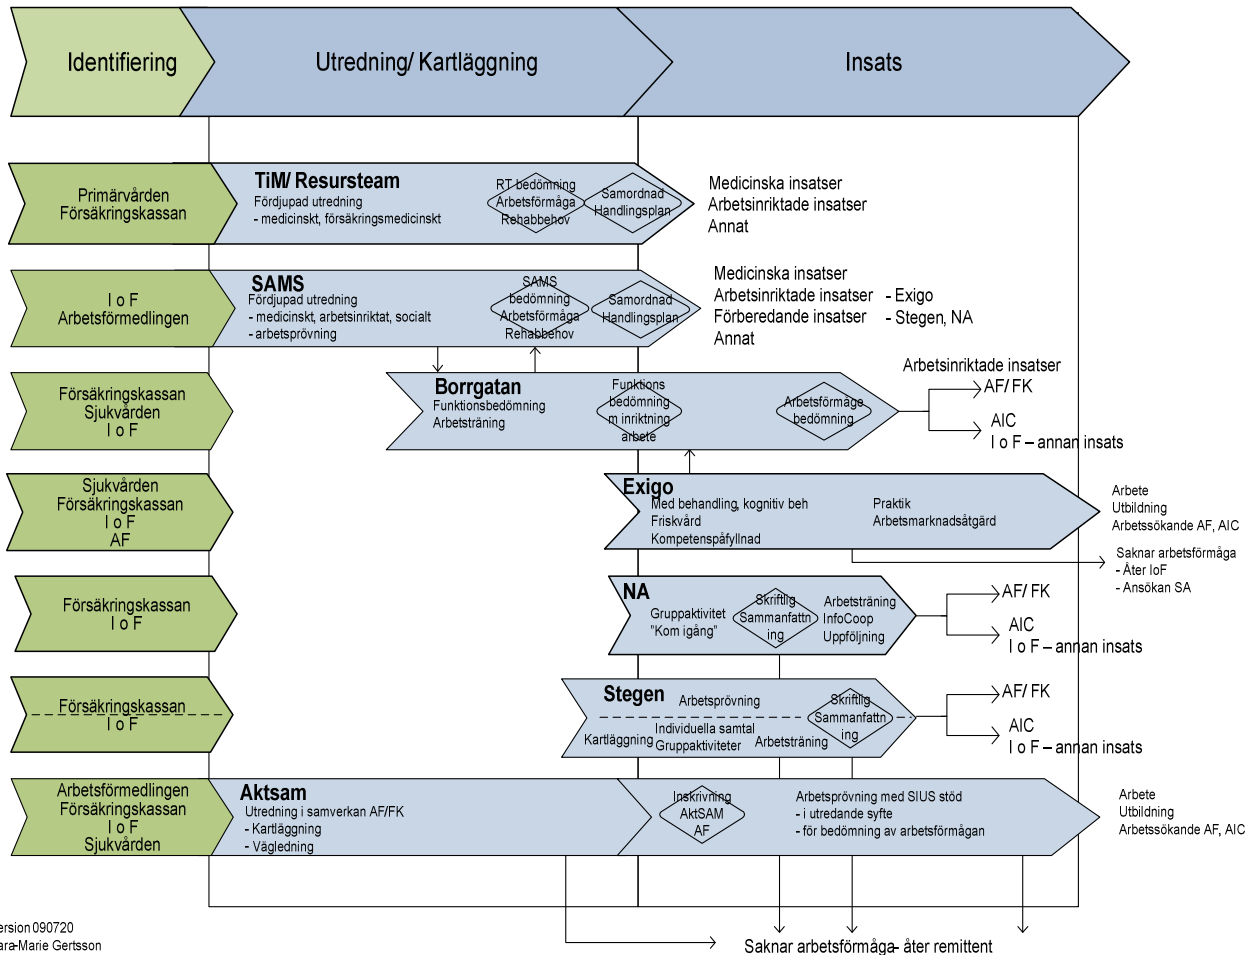 Identifiering
Utredning/ Kartläggning
Insats
Primärvården
Försäkringskassan
TiM/ Resursteam
Fördjupad utredning
- medicinskt, försäkringsmedicinskt
RT bedömning
Arbetsförmåga
Rehabbehov
Samordnad
Handlingsplan
Medicinska insatser
Arbetsinriktade insatser
Annat
I o F
Arbetsförmedlingen
SAMS
Fördjupad utredning
- medicinskt, arbetsinriktat, socialt
- arbetsprövning
SAMS
bedömning
Arbetsförmåga
Rehabbehov
Samordnad
Handlingsplan
Medicinska insatser
Arbetsinriktade insatser
Förberedande insatser
Annat
- Exigo
- Stegen, NA
Försäkringskassan
Sjukvården
I o F
Borrgatan
Funktionsbedömning
Arbetsträning
Funktions
bedömning
m inriktning
arbete
Arbetsförmåge
bedömning
Arbetsinriktade insatser
AF/ FK
AIC
I o F – annan insats
Sjukvården
Försäkringskassan
I o F
AF
Exigo
Med behandling, kognitiv beh
Friskvård
Kompetenspåfyllnad
Praktik
Arbetsmarknadsåtgärd
Arbete
Utbildning
Arbetssökande AF, AIC
Saknar arbetsförmåga
- Åter IoF
- Ansökan SA
Försäkringskassan
I o F
NA
Gruppaktivitet
"Kom igång"
Skriftlig
Sammanfattn
ing
Arbetsträning
InfoCoop
Uppföljning
AF/ FK
AIC
I o F – annan insats
Försäkringskassan
I o F
Stegen
Arbetsprövning
Kartläggning
Individuella samtal
Gruppaktiviteter
Arbetsträning
Skriftlig
Sammanfattn
ing
AF/ FK
AIC
I o F – annan insats
Arbetsförmedlingen
Försäkringskassan
I o F
Sjukvården
Aktsam
Utredning i samverkan AF/FK
- Kartläggning
- Vägledning
Inskrivning
AktSAM
AF
Arbetsprövning med SIUS stöd
- i utredande syfte
- för bedömning av arbetsförmågan
Arbete
Utbildning
Arbetssökande AF, AIC
ersion 090720
ara-Marie Gertsson
Saknar arbetsförmåga- åter remittent